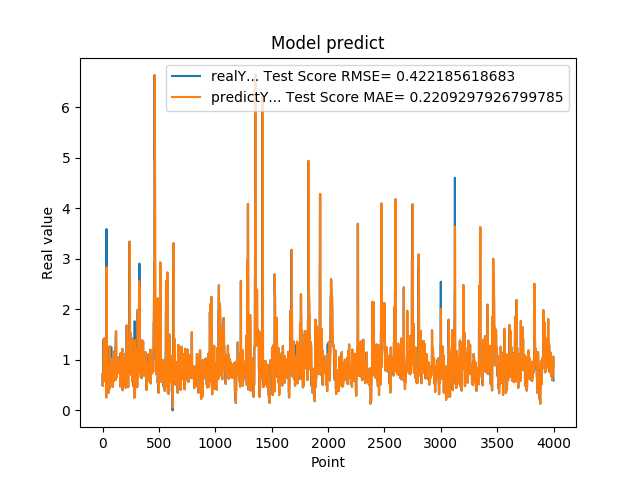 Model predict
realY... Test Score RMSE= 0.422185618683
predictY... Test Score MAE= 0.2209297926799785
Real value
6
5
4
3
2
1
0
0 500 1000 1500 2000 2500 3000 3500 4000
Point